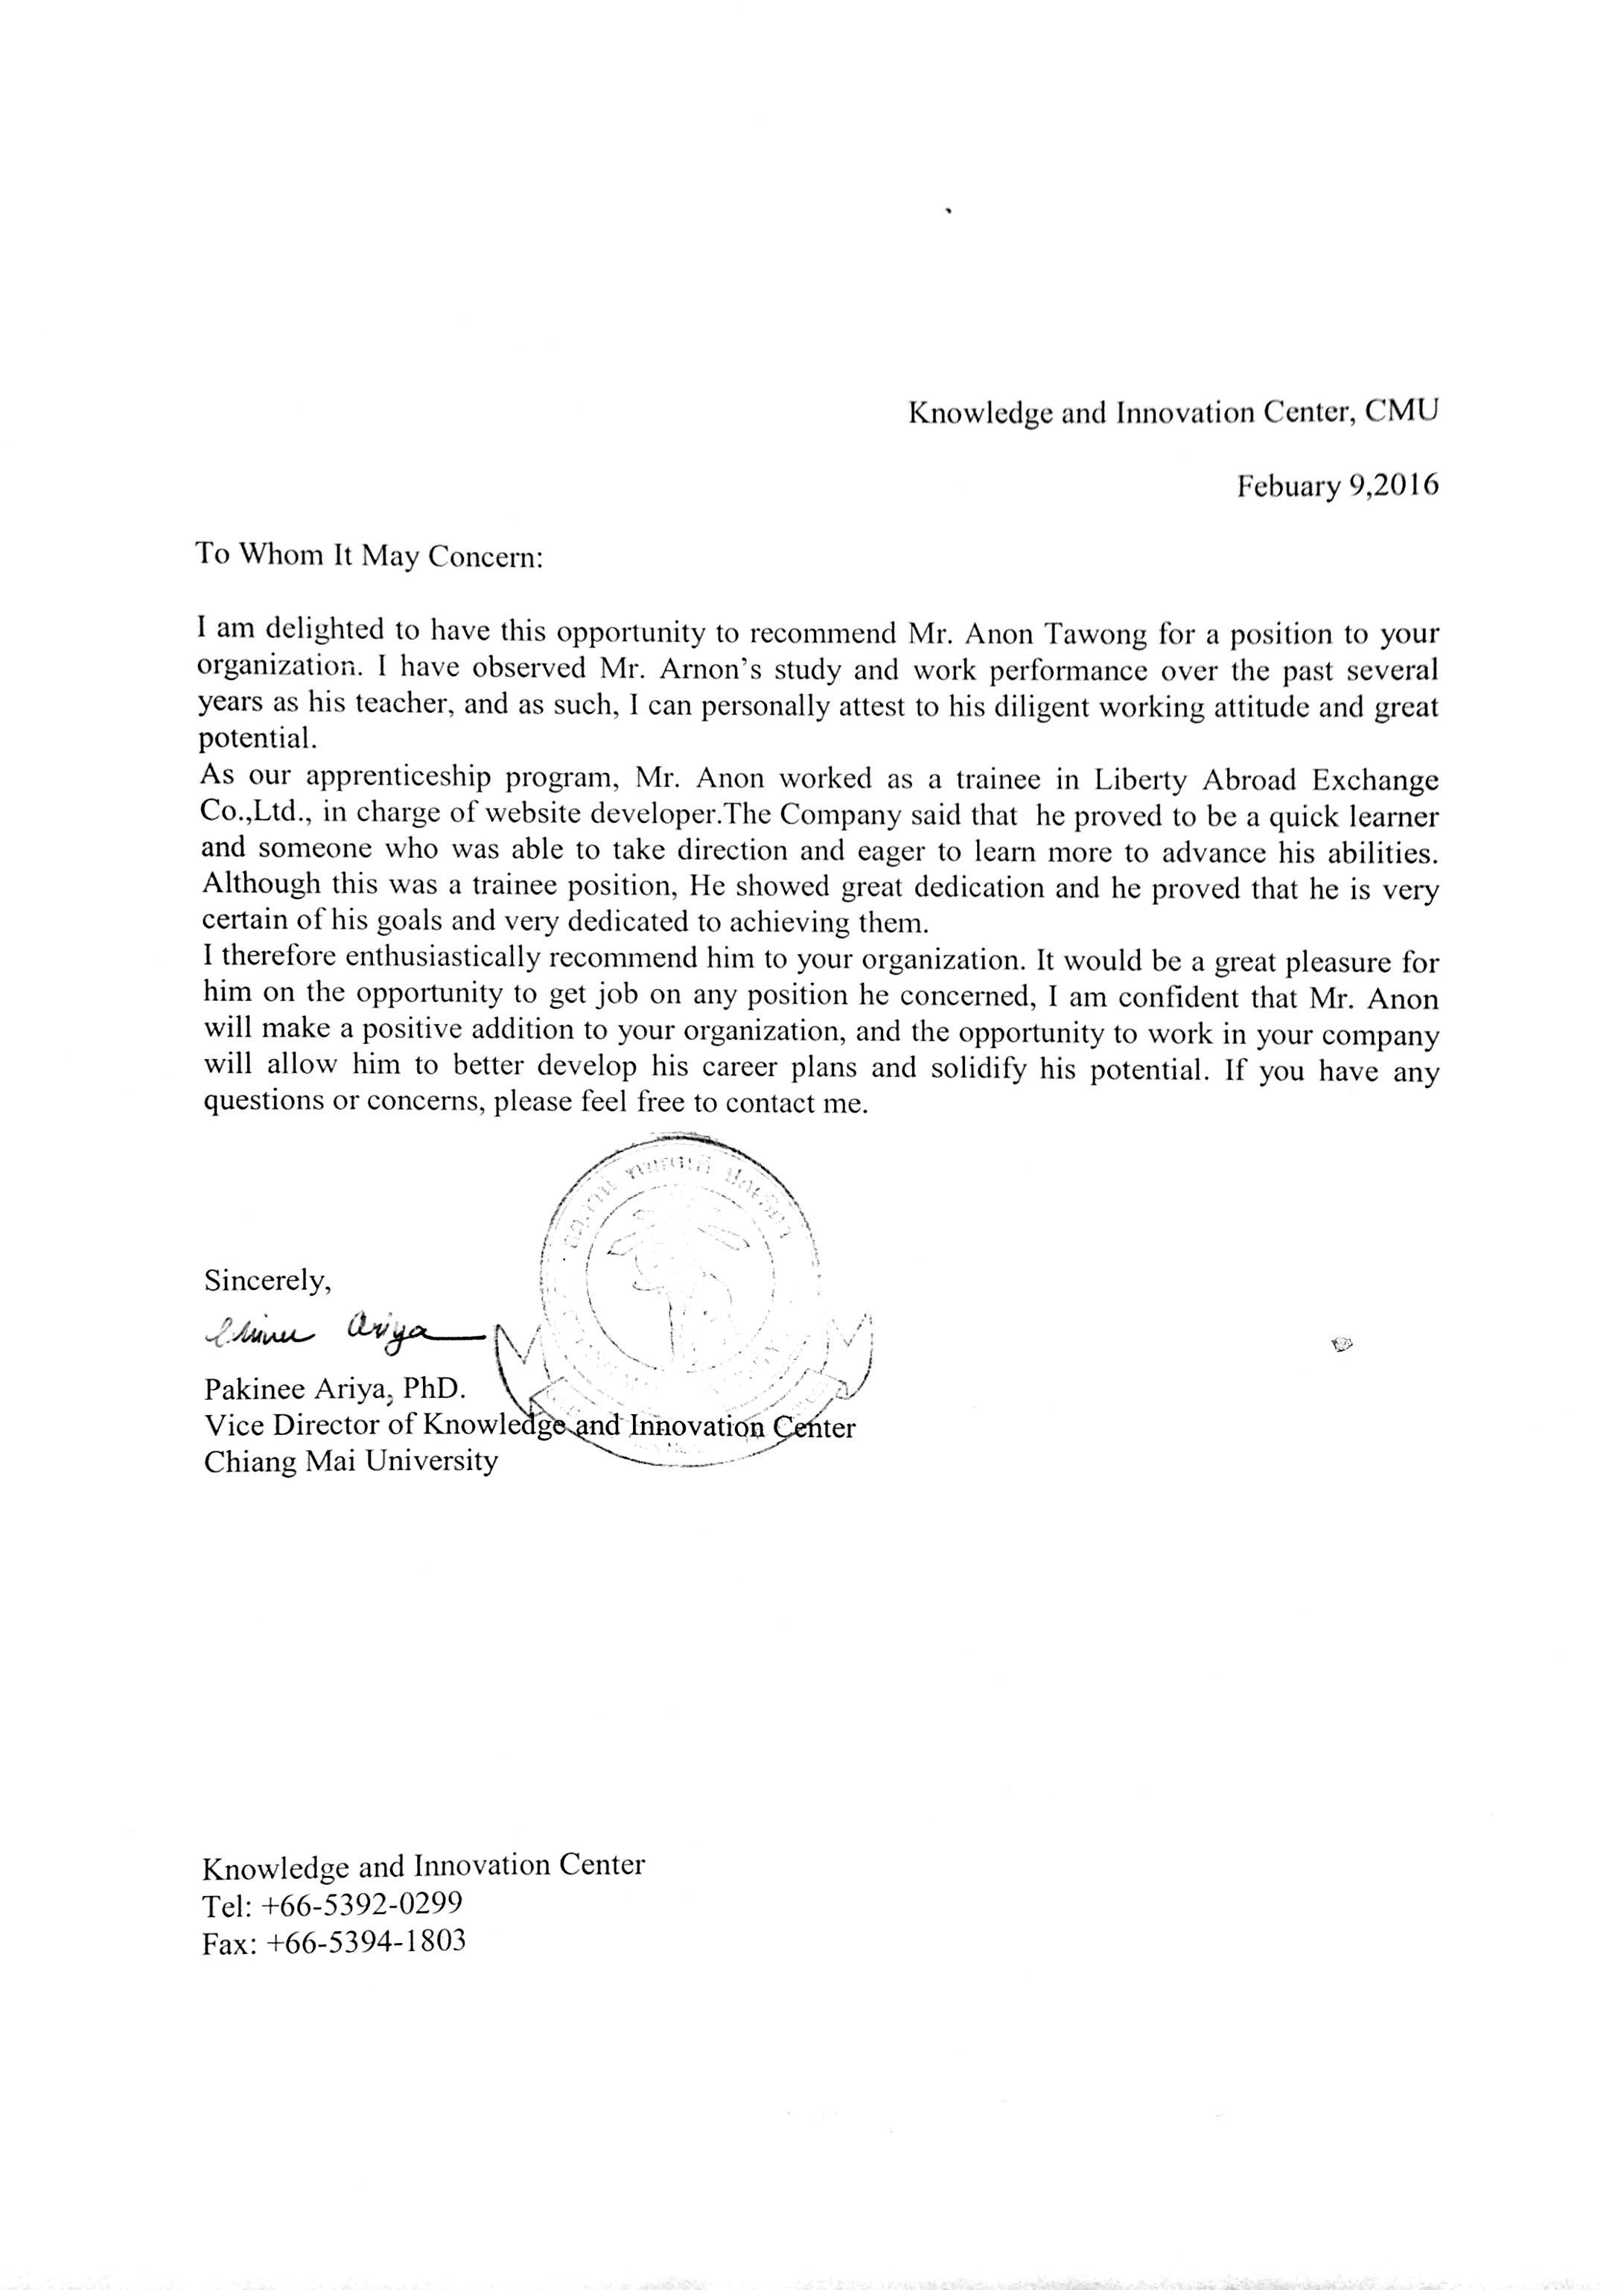 Knowledge and Innovation Center, CMU
Febuary 9,2016
To Whom It May Concern:
I am delighted to have this opportunity to recommend Mr. Anon Tawong for a position to your
organization. I have observed Mr. Arnon’s study and work performance over the past several
years as his teacher, and as such, I can personally attest to his diligent working attitude and great
potential.
As our apprenticeship program, Mr. Anon worked as a trainee in Liberty Abroad Exchange
Co.,Ltd., in charge of website developer.The Company said that he proved to be a quick learner
and someone who was able to take direction and eager to learn more to advance his abilities.
Although this was a trainee position, He showed great dedication and he proved that he is very
certain of his goals and very dedicated to achieving them.
I therefore enthusiastically recommend him to your organization. It would be a great pleasure for
him on the opportunity to get job on any position he concerned, I am confident that Mr. Anon
will make a positive addition to your organization, and the opportunity to work in your company
will allow him to better develop his career plans and solidify his potential. If you have any
questions or concerns, please feel free to contact me.
Sincerely,
Ariya
Pakinee Ariya, PhD.
Vice Director of Knowledge and Innovation Center
Chiang Mai University
Knowledge and Innovation Center
Tel: +66-5392-0299
Fax: +66-5394-1803